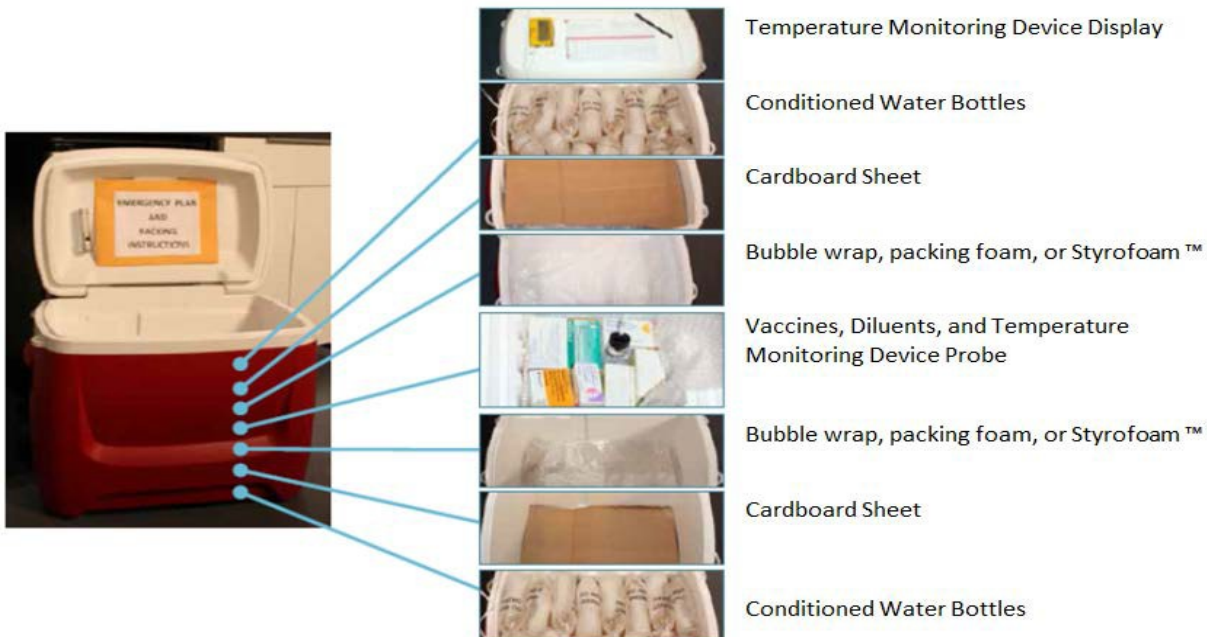 Temperature Monitoring Device Display
Conditioned Water Bottles
Cardboard Sheet
EMERGENCY PLAN
AND
PACKING
INSTRUCTIONS
Bubble wrap, packing foam, or Styrofoam ™
Vaccines, Diluents, and Temperature
Monitoring Device Probe
Bubble wrap, packing foam, or Styrofoam ™
Cardboard Sheet
Conditioned Water Bottles